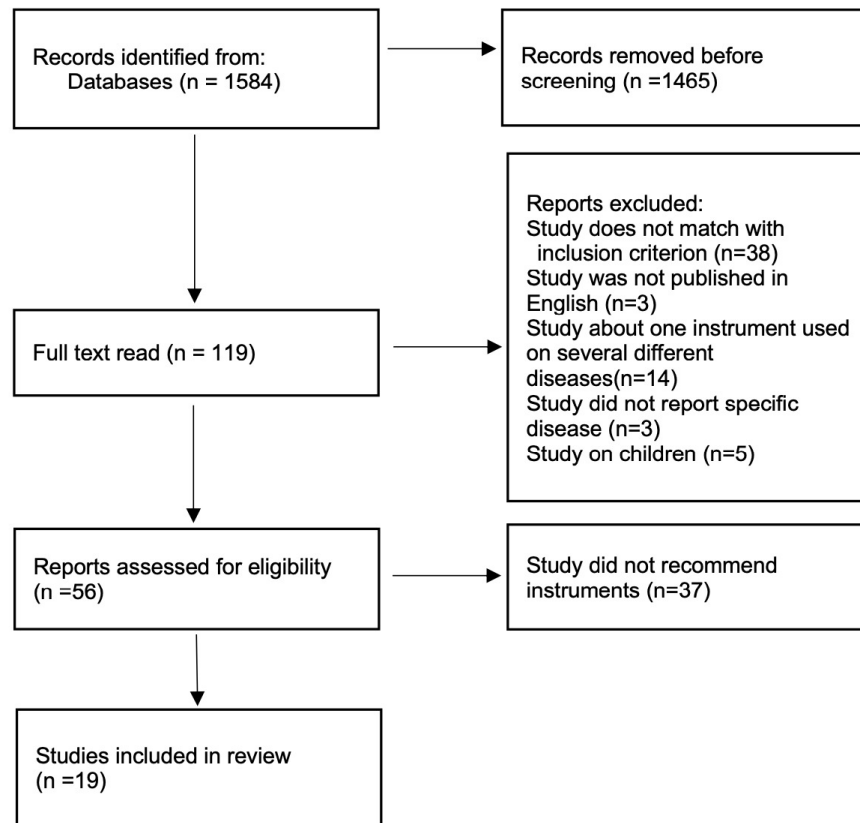 Records identified from:
Databases (n = 1584)
Records removed before
screening (n =1465)
Full text read (n = 119)
Reports excluded:
Study does not match with
inclusion criterion (n=38)
Study was not published in
English (n=3)
Study about one instrument used
on several different
diseases(n=14)
Study did not report specific
disease (n=3)
Study on children (n=5)
Reports assessed for eligibility
(n =56)
Study did not recommend
instruments (n=37)
Studies included in review
(n =19)